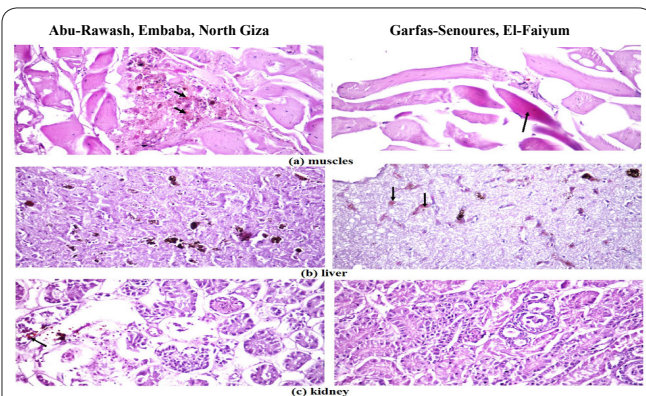 Abu-Rawash, Embaba, North Giza
Garfas-Senoures, El-Faiyum
(a) muscles
(b) liver
(c) kidney